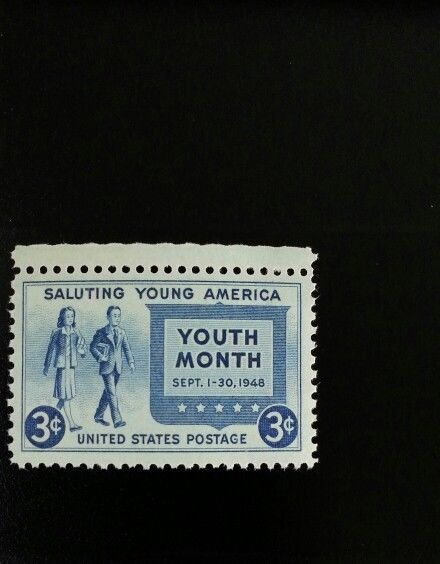 SALUTING YOUNG AMERICA
YOUTH
MONTH
SEPT. 1-30, 1948
3¢
3¢
UNITED STATES POSTAGE